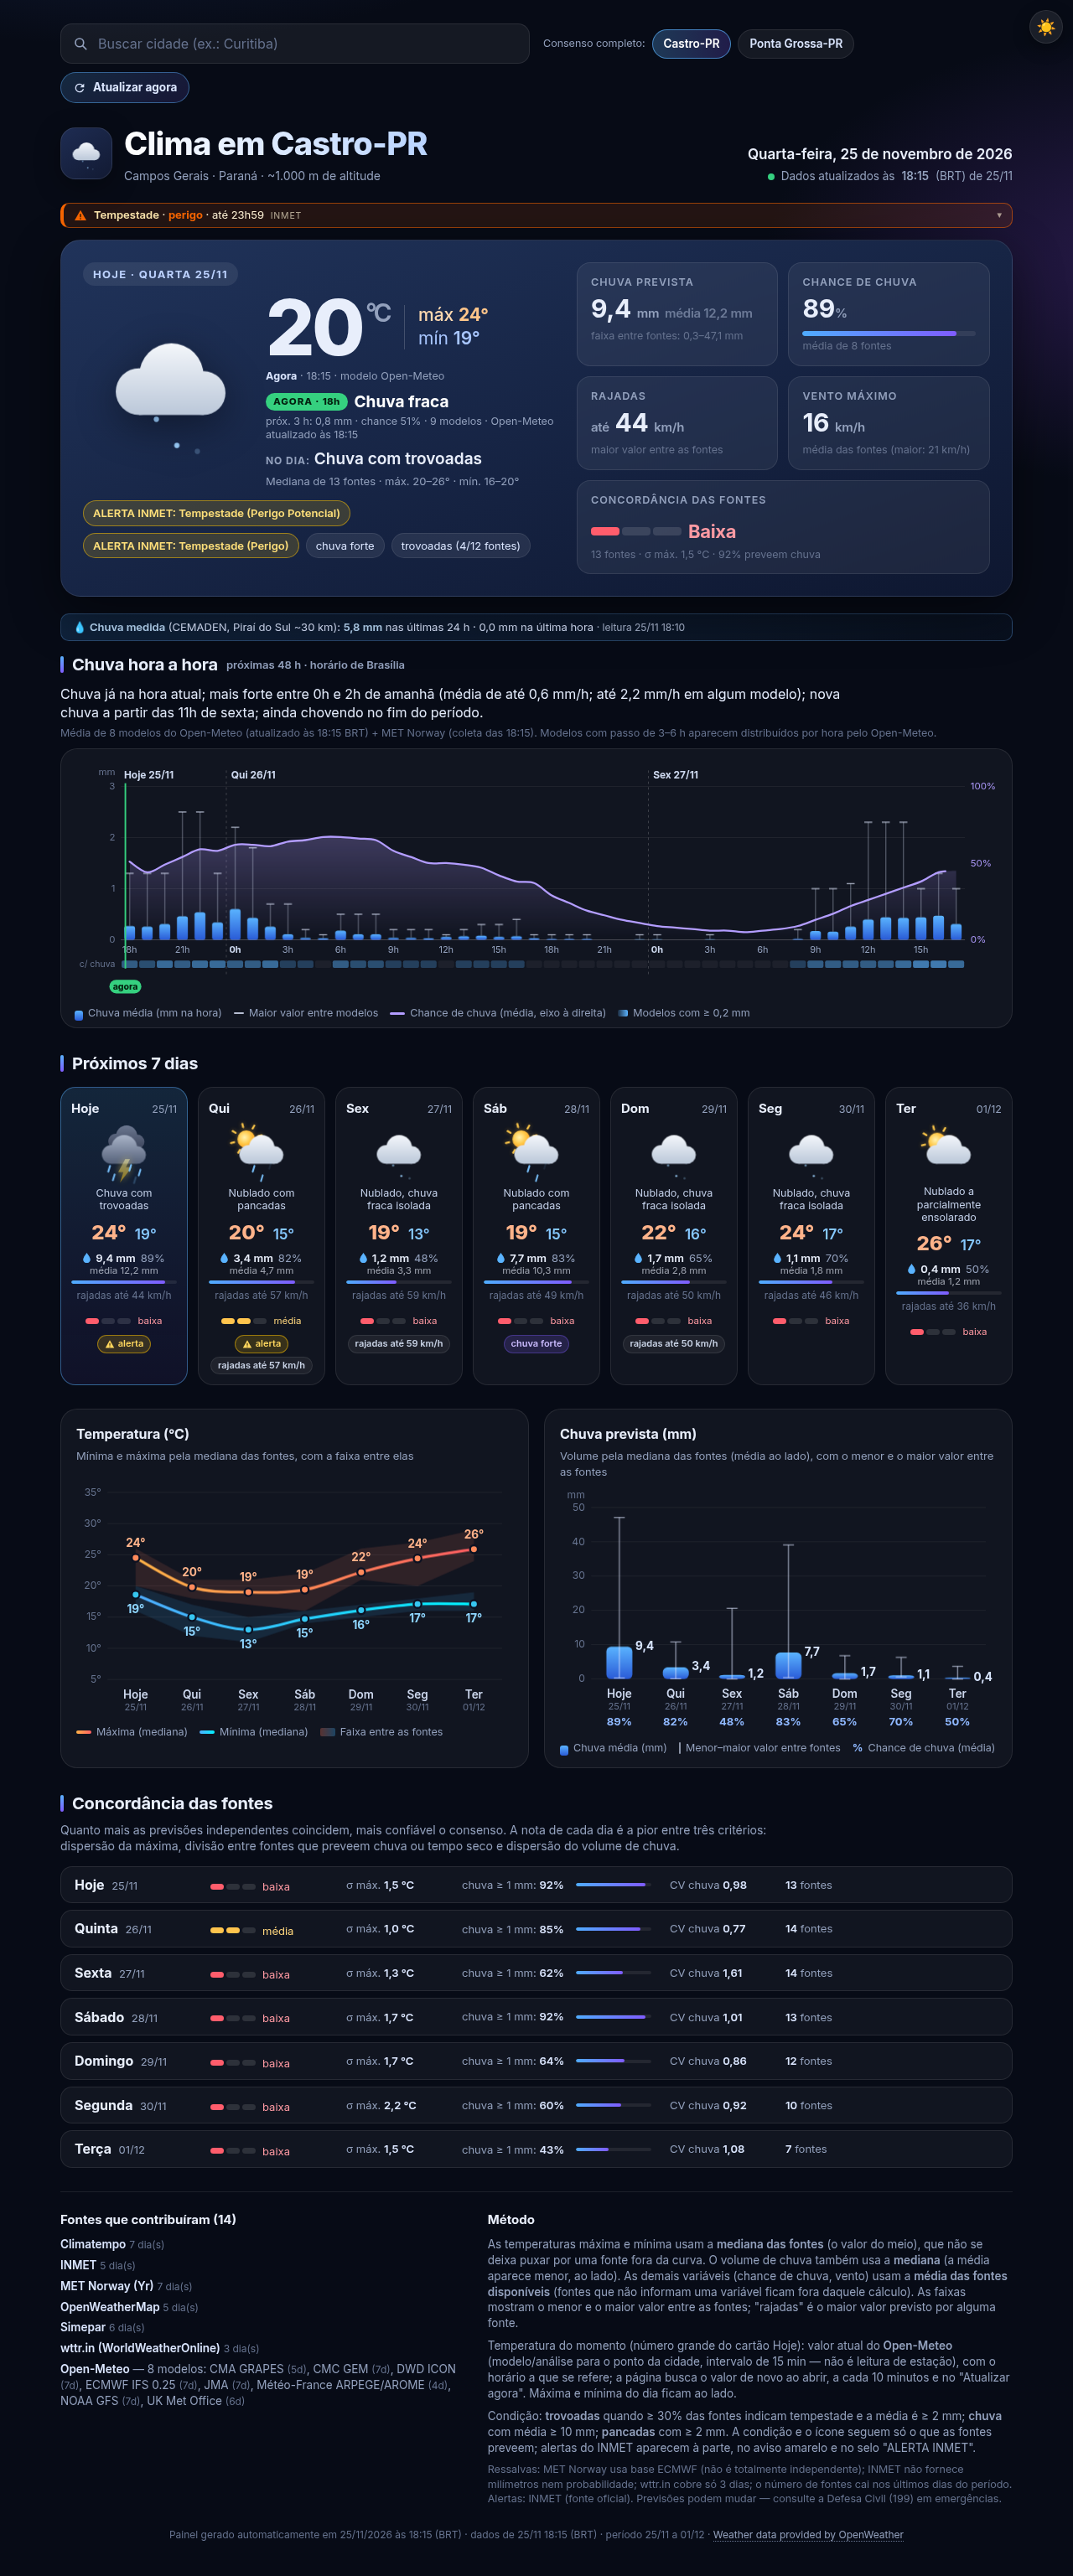 Buscar cidade (ex.: Curitiba)
Consenso completo: Castro-PR Ponta Grossa-PR
Atualizar agora
Clima em Castro-PR
Campos Gerais · Paraná · ~1.000 m de altitude
Quarta-feira, 25 de novembro de 2026
Dados atualizados às 18:15 (BRT) de 25/11
Tempestade · perigo · até 23h59 INMET
HOJE · QUARTA 25/11
20°C
máx 24°
mín 19°
Agora · 18:15 · modelo Open-Meteo
AGORA · 18h Chuva fraca
próx. 3 h: 0,8 mm · chance 51% · 9 modelos · Open-Meteo
atualizado às 18:15
NO DIA: Chuva com trovoadas
Mediana de 13 fontes · máx. 20–26° · mín. 16–20°
ALERTA INMET: Tempestade (Perigo Potencial)
ALERTA INMET: Tempestade (Perigo) chuva forte trovoadas (4/12 fontes)
CHUVA PREVISTA
9,4 mm média 12,2 mm
faixa entre fontes: 0,3–47,1 mm
CHANCE DE CHUVA
89%
média de 8 fontes
RAJADAS
até 44 km/h
maior valor entre as fontes
VENTO MÁXIMO
16 km/h
média das fontes (maior: 21 km/h)
CONCORDÂNCIA DAS FONTES
Baixa
13 fontes · σ máx. 1,5 °C · 92% preveem chuva
Chuva medida (CEMADEN, Piraí do Sul ~30 km): 5,8 mm nas últimas 24 h · 0,0 mm na última hora · leitura 25/11 18:10
Chuva hora a hora próximas 48 h · horário de Brasília
Chuva já na hora atual; mais forte entre 0h e 2h de amanhã (média de até 0,6 mm/h; até 2,2 mm/h em algum modelo); nova
chuva a partir das 11h de sexta; ainda chovendo no fim do período.
Média de 8 modelos do Open-Meteo (atualizado às 18:15 BRT) + MET Norway (coleta das 18:15). Modelos com passo de 3–6 h aparecem distribuídos por hora pelo Open-Meteo.
mm Hoje 25/11 Qui 26/11 Sex 27/11
3 100%
2
50%
1
0 0%
18h 21h 0h 3h 6h 9h 12h 15h 18h 21h 0h 3h 6h 9h 12h 15h
c/ chuva
agora
Chuva média (mm na hora) Maior valor entre modelos Chance de chuva (média, eixo à direita) Modelos com ≥ 0,2 mm
Próximos 7 dias
Hoje 25/11
Chuva com
trovoadas
24° 19°
9,4 mm 89%
média 12,2 mm
rajadas até 44 km/h
baixa
alerta
Qui 26/11
Nublado com
pancadas
20° 15°
3,4 mm 82%
média 4,7 mm
rajadas até 57 km/h
média
alerta
rajadas até 57 km/h
Sex 27/11
Nublado, chuva
fraca isolada
19° 13°
1,2 mm 48%
média 3,3 mm
rajadas até 59 km/h
baixa
rajadas até 59 km/h
Sáb 28/11
Nublado com
pancadas
19° 15°
7,7 mm 83%
média 10,3 mm
rajadas até 49 km/h
baixa
chuva forte
Dom 29/11
Nublado, chuva
fraca isolada
22° 16°
1,7 mm 65%
média 2,8 mm
rajadas até 50 km/h
baixa
rajadas até 50 km/h
Seg 30/11
Nublado, chuva
fraca isolada
24° 17°
1,1 mm 70%
média 1,8 mm
rajadas até 46 km/h
baixa
Ter 01/12
Nublado a
parcialmente
ensolarado
26° 17°
0,4 mm 50%
média 1,2 mm
rajadas até 36 km/h
baixa
Temperatura (°C)
Mínima e máxima pela mediana das fontes, com a faixa entre elas
35°
30°
25°
20°
15°
10°
5°
24° 20° 19° 19° 22° 24° 26°
19° 15° 13° 15° 16° 17° 17°
Hoje Qui Sex Sáb Dom Seg Ter
25/11 26/11 27/11 28/11 29/11 30/11 01/12
Máxima (mediana) Mínima (mediana) Faixa entre as fontes
Chuva prevista (mm)
Volume pela mediana das fontes (média ao lado), com o menor e o maior valor entre
as fontes
mm
50
40
30
20
10
0
9,4 3,4 1,2 7,7 1,7 1,1 0,4
Hoje Qui Sex Sáb Dom Seg Ter
25/11 26/11 27/11 28/11 29/11 30/11 01/12
89% 82% 48% 83% 65% 70% 50%
Chuva média (mm) Menor–maior valor entre fontes % Chance de chuva (média)
Concordância das fontes
Quanto mais as previsões independentes coincidem, mais confiável o consenso. A nota de cada dia é a pior entre três critérios:
dispersão da máxima, divisão entre fontes que preveem chuva ou tempo seco e dispersão do volume de chuva.
Hoje 25/11 baixa σ máx. 1,5 °C chuva ≥ 1 mm: 92% CV chuva 0,98 13 fontes
Quinta 26/11 média σ máx. 1,0 °C chuva ≥ 1 mm: 85% CV chuva 0,77 14 fontes
Sexta 27/11 baixa σ máx. 1,3 °C chuva ≥ 1 mm: 62% CV chuva 1,61 14 fontes
Sábado 28/11 baixa σ máx. 1,7 °C chuva ≥ 1 mm: 92% CV chuva 1,01 13 fontes
Domingo 29/11 baixa σ máx. 1,7 °C chuva ≥ 1 mm: 64% CV chuva 0,86 12 fontes
Segunda 30/11 baixa σ máx. 2,2 °C chuva ≥ 1 mm: 60% CV chuva 0,92 10 fontes
Terça 01/12 baixa σ máx. 1,5 °C chuva ≥ 1 mm: 43% CV chuva 1,08 7 fontes
Fontes que contribuíram (14)
Climatempo 7 dia(s)
INMET 5 dia(s)
MET Norway (Yr) 7 dia(s)
OpenWeatherMap 5 dia(s)
Simepar 6 dia(s)
wttr.in (WorldWeatherOnline) 3 dia(s)
Open-Meteo — 8 modelos: CMA GRAPES (5d), CMC GEM (7d), DWD ICON
(7d), ECMWF IFS 0.25 (7d), JMA (7d), Météo-France ARPEGE/AROME (4d),
NOAA GFS (7d), UK Met Office (6d)
Método
As temperaturas máxima e mínima usam a mediana das fontes (o valor do meio), que não se
deixa puxar por uma fonte fora da curva. O volume de chuva também usa a mediana (a média
aparece menor, ao lado). As demais variáveis (chance de chuva, vento) usam a média das fontes
disponíveis (fontes que não informam uma variável ficam fora daquele cálculo). As faixas
mostram o menor e o maior valor entre as fontes; "rajadas" é o maior valor previsto por alguma
fonte.
Temperatura do momento (número grande do cartão Hoje): valor atual do Open-Meteo
(modelo/análise para o ponto da cidade, intervalo de 15 min — não é leitura de estação), com o
horário a que se refere; a página busca o valor de novo ao abrir, a cada 10 minutos e no "Atualizar
agora". Máxima e mínima do dia ficam ao lado.
Condição: trovoadas quando ≥ 30% das fontes indicam tempestade e a média é ≥ 2 mm; chuva
com média ≥ 10 mm; pancadas com ≥ 2 mm. A condição e o ícone seguem só o que as fontes
preveem; alertas do INMET aparecem à parte, no aviso amarelo e no selo "ALERTA INMET".
Ressalvas: MET Norway usa base ECMWF (não é totalmente independente); INMET não fornece
milímetros nem probabilidade; wttr.in cobre só 3 dias; o número de fontes cai nos últimos dias do período.
Alertas: INMET (fonte oficial). Previsões podem mudar — consulte a Defesa Civil (199) em emergências.
Painel gerado automaticamente em 25/11/2026 às 18:15 (BRT) · dados de 25/11 18:15 (BRT) · período 25/11 a 01/12 · Weather data provided by OpenWeather